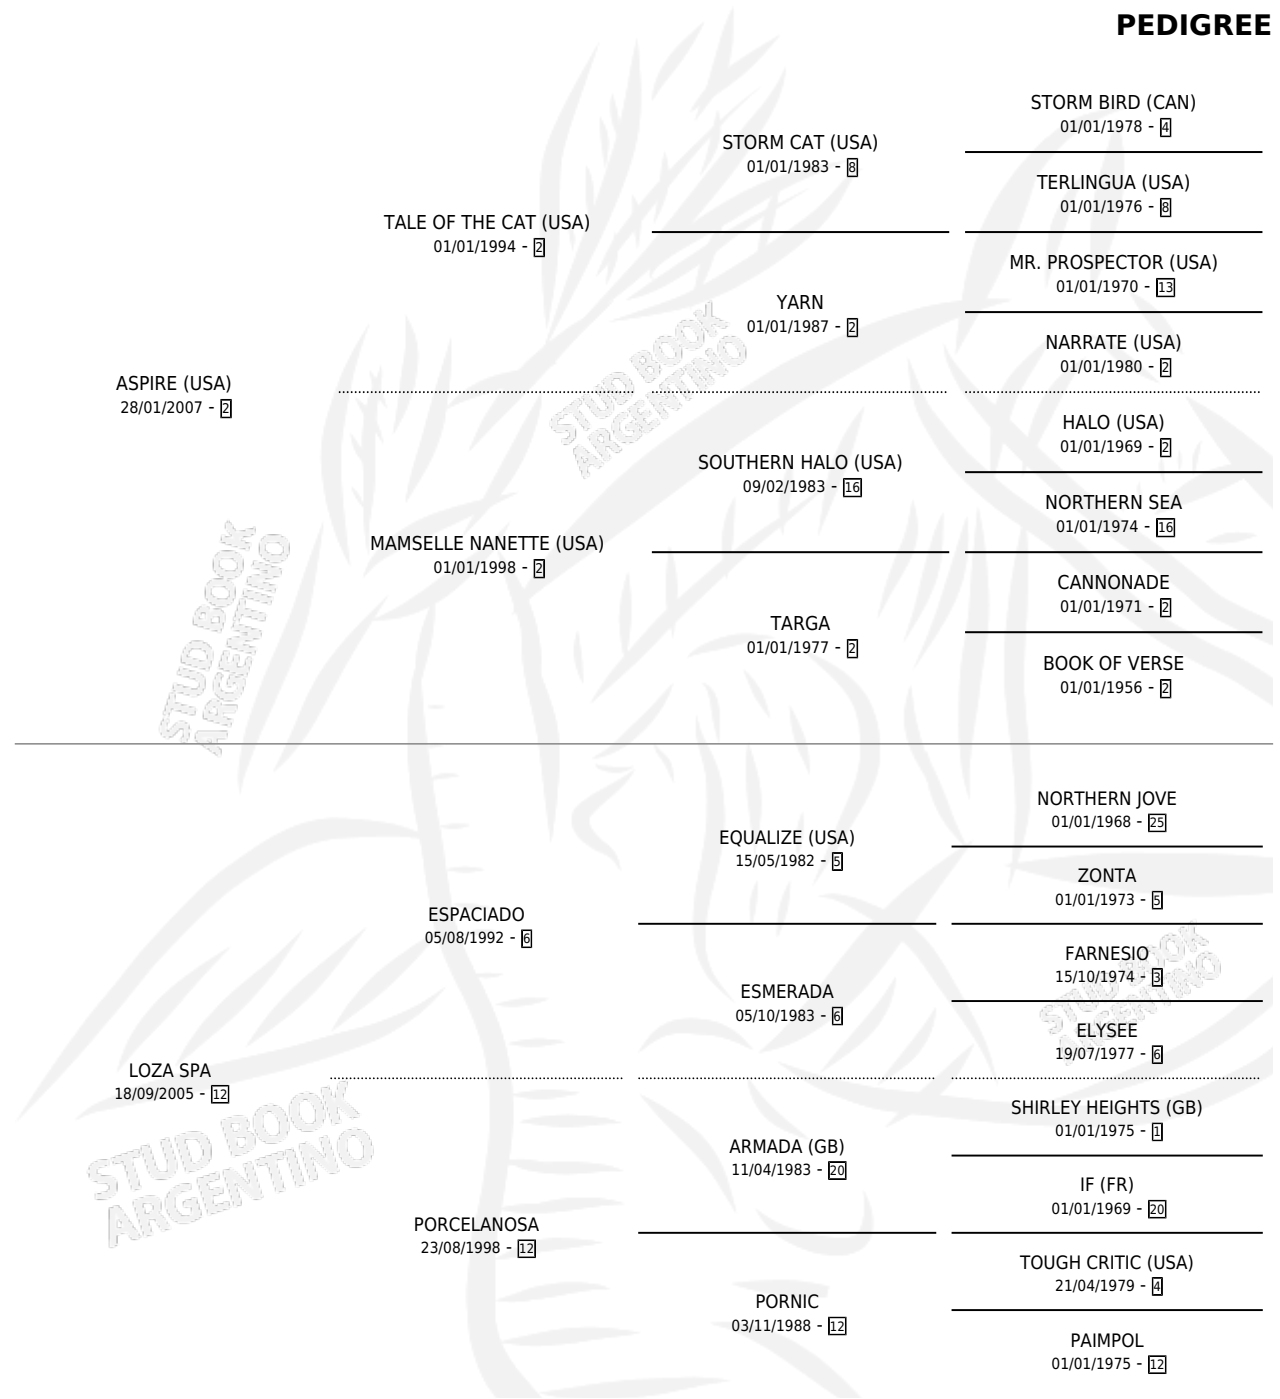 PEDIGREE
STORM BIRD (CAN)
01/01/1978 - 4
STORM CAT (USA)
01/01/1983 - 8
TERLINGUA (USA)
01/01/1976 - 8
TALE OF THE CAT (USA)
01/01/1994 - 2
MR. PROSPECTOR (USA)
01/01/1970 - 13
YARN
01/01/1987 - 2
NARRATE (USA)
01/01/1980 - 2
ASPIRE (USA)
28/01/2007 - 2
HALO (USA)
01/01/1969 - 2
SOUTHERN HALO (USA)
09/02/1983 - 16
NORTHERN SEA
01/01/1974 - 16
MAMSELLE NANETTE (USA)
01/01/1998 - 2
CANNONADE
01/01/1971 - 2
TARGA
01/01/1977 - 2
BOOK OF VERSE
01/01/1956 - 2
NORTHERN JOVE
01/01/1968 - 25
EQUALIZE (USA)
15/05/1982 - 5
ZONTA
01/01/1973 - 5
ESPACIADO
05/08/1992 - 6
FARNESIO
15/10/1974 - 3
ESMERADA
05/10/1983 - 6
ELYSEE
19/07/1977 - 6
LOZA SPA
18/09/2005 - 12
SHIRLEY HEIGHTS (GB)
01/01/1975 - 1
ARMADA (GB)
11/04/1983 - 20
IF (FR)
01/01/1969 - 20
PORCELANOSA
23/08/1998 - 12
TOUGH CRITIC (USA)
21/04/1979 - 4
PORNIC
03/11/1988 - 12
PAIMPOL
01/01/1975 - 12
STUD BOOK
ARGENTINO
STUD BOOK
ARGENTINO
STUD BOOK
ARGENTINO
STUD BOOK
ARGENTINO